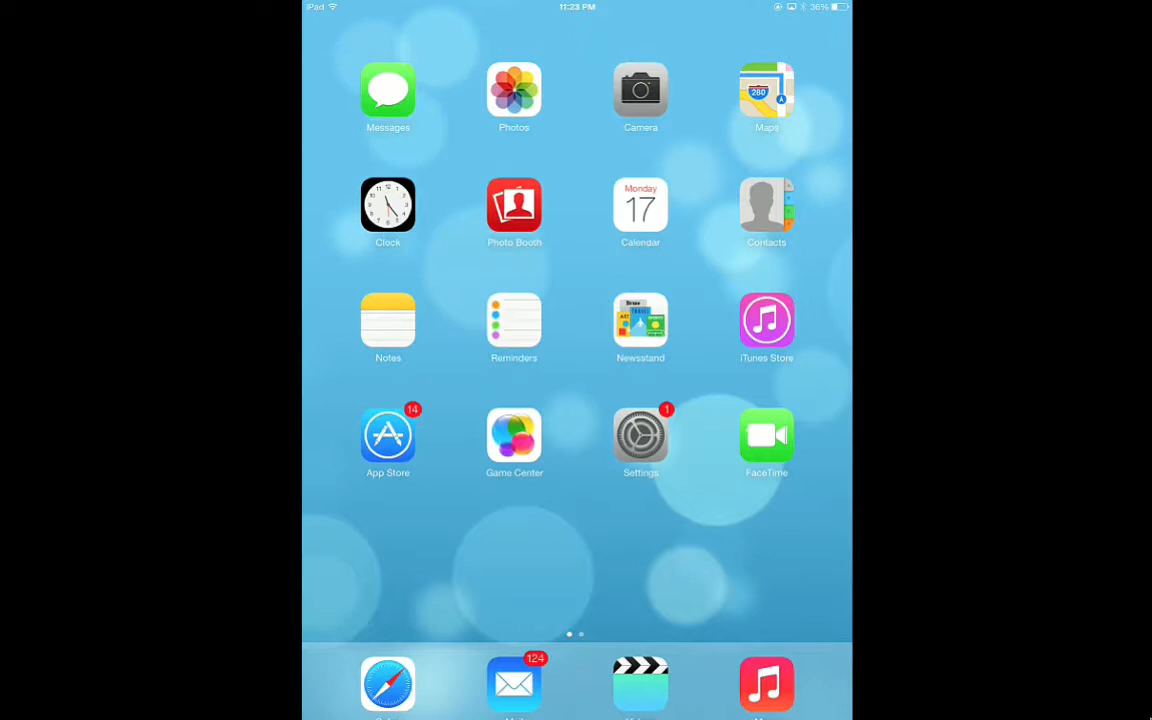 iPad 11:23 PM 36%
Messages Photos Camera Maps
280
Monday
17
Clock Photo Booth Calendar Contacts
Notes Reminders Newsstand iTunes Store
14 1
App Store Game Center Settings FaceTime
124